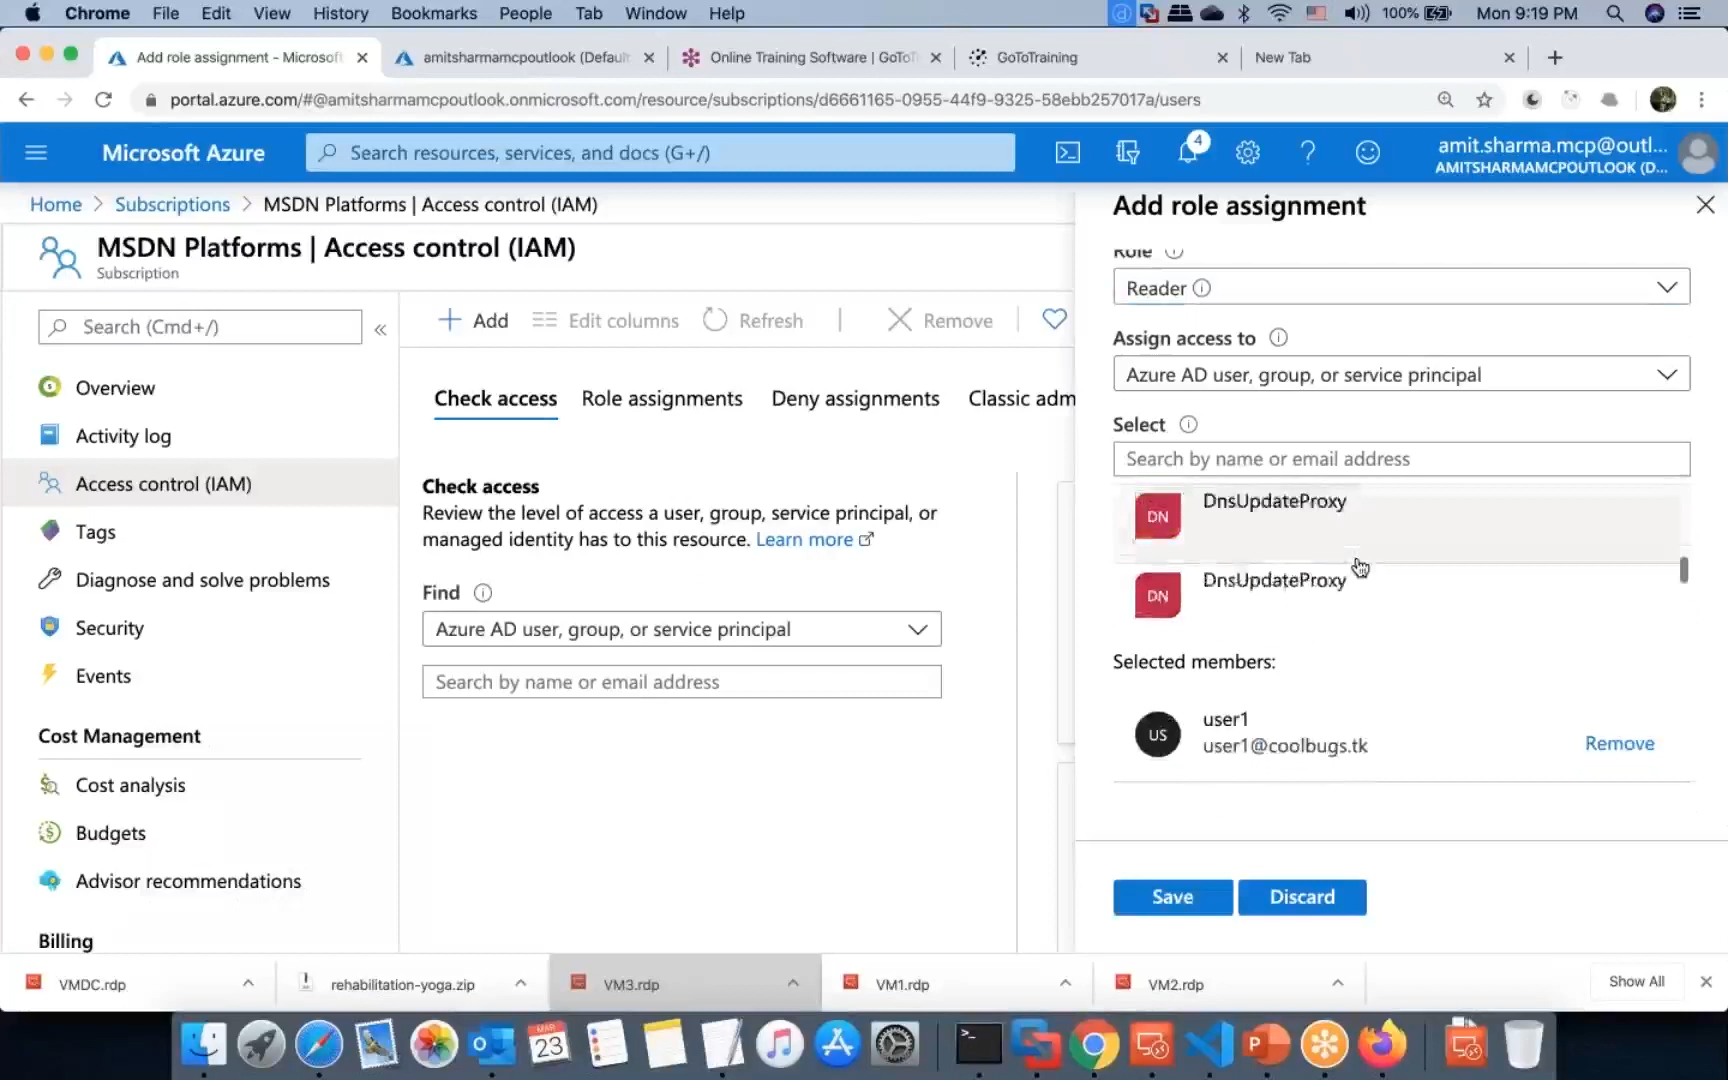 Chrome File Edit View History Bookmarks People Tab Window Help 100% Mon 9:19 PM
Add role assignment - Microsoft amitsharmamcpoutlook (Default Online Training Software | GoToT GoToTraining New Tab
portal.azure.com/#@amitsharmamcpoutlook.onmicrosoft.com/resource/subscriptions/d6661165-0955-44f9-9325-58ebb257017a/users
Microsoft Azure Search resources, services, and docs (G+/) 4 amit.sharma.mcp@outl...
AMITSHARMAMCPOUTLOOK (D...
Home > Subscriptions > MSDN Platforms | Access control (IAM)
MSDN Platforms | Access control (IAM)
Subscription
Search (Cmd+/)
Overview
Activity log
Access control (IAM)
Tags
Diagnose and solve problems
Security
Events
Cost Management
Cost analysis
Budgets
Advisor recommendations
Billing
Add Edit columns Refresh Remove
Check access Role assignments Deny assignments Classic adm
Check access
Review the level of access a user, group, service principal, or
managed identity has to this resource. Learn more
Find
Azure AD user, group, or service principal
Search by name or email address
Add role assignment
Role
Reader
Assign access to
Azure AD user, group, or service principal
Select
Search by name or email address
DN DnsUpdateProxy
DN DnsUpdateProxy
Selected members:
US user1
user1@coolbugs.tk
Remove
Save Discard
VMDC.rdp rehabilitation-yoga.zip VM3.rdp VM1.rdp VM2.rdp Show All
MAR
23